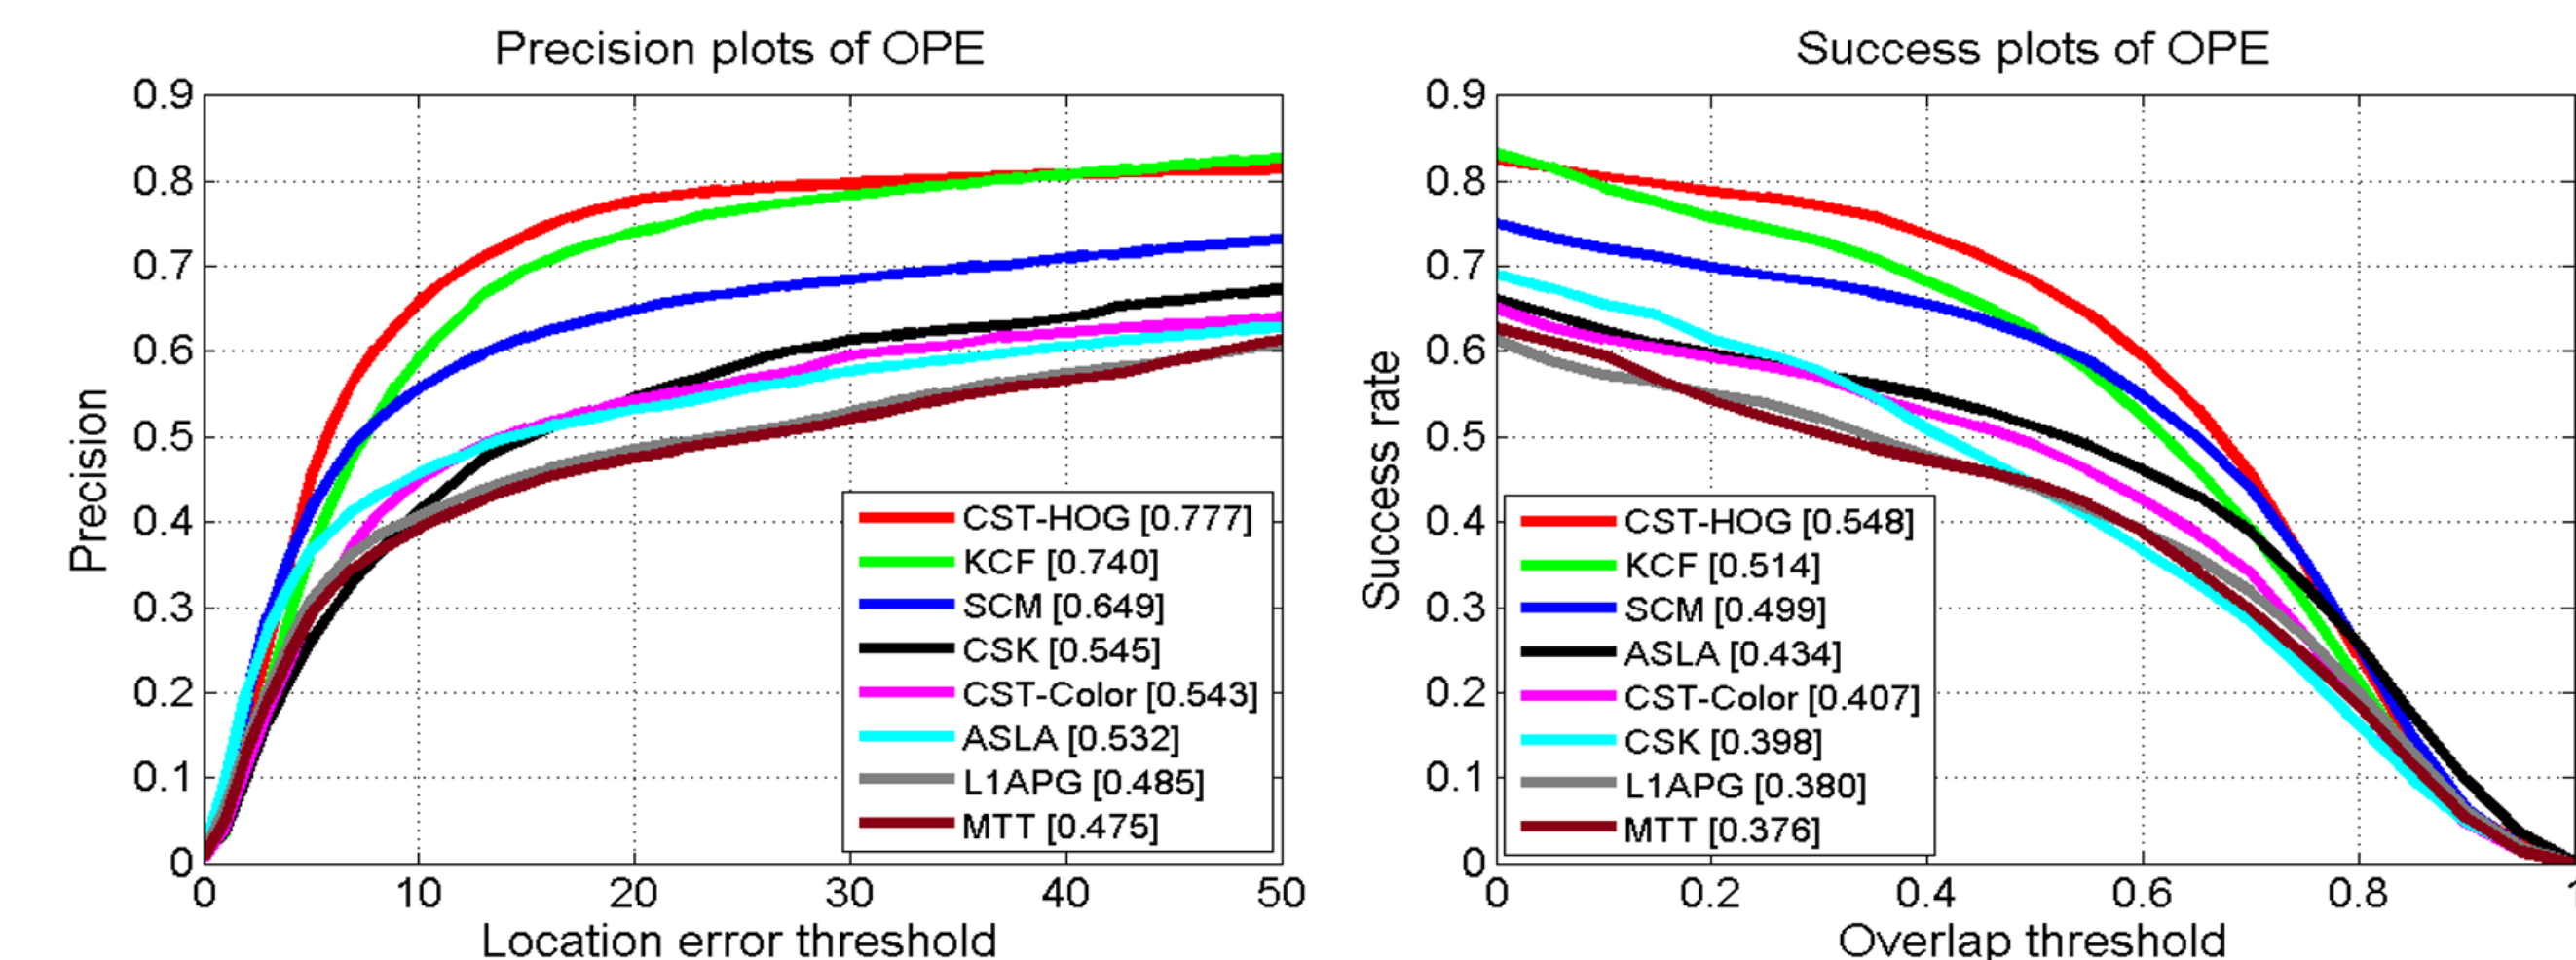 Precision plots of OPE
0.9
0.8
0.7
0.6
0.5
0.4
0.3
0.2
0.1
0
Precision
0 10 20 30 40 50
Location error threshold
CST-HOG [0.777]
KCF [0.740]
SCM [0.649]
CSK [0.545]
CST-Color [0.543]
ASLA [0.532]
L1APG [0.485]
MTT [0.475]
Success plots of OPE
0.9
0.8
0.7
0.6
0.5
0.4
0.3
0.2
0.1
0
Success rate
0 0.2 0.4 0.6 0.8 1
Overlap threshold
CST-HOG [0.548]
KCF [0.514]
SCM [0.499]
ASLA [0.434]
CST-Color [0.407]
CSK [0.398]
L1APG [0.380]
MTT [0.376]